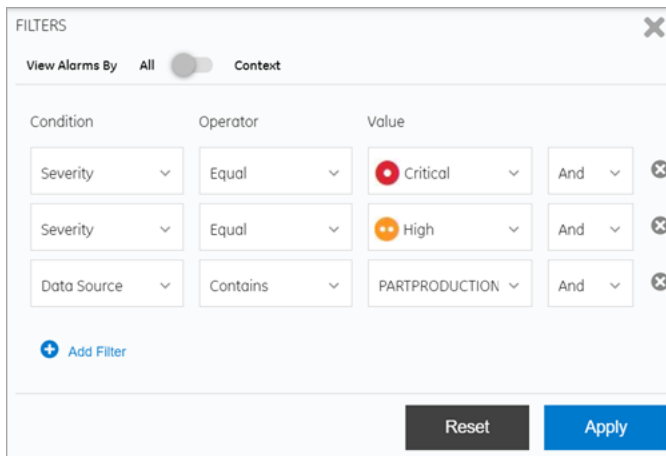 FILTERS
View Alarms By All Context
Condition Operator Value
Severity Equal Critical And
Severity Equal High And
Data Source Contains PARTPRODUCTION And
Add Filter
Reset Apply